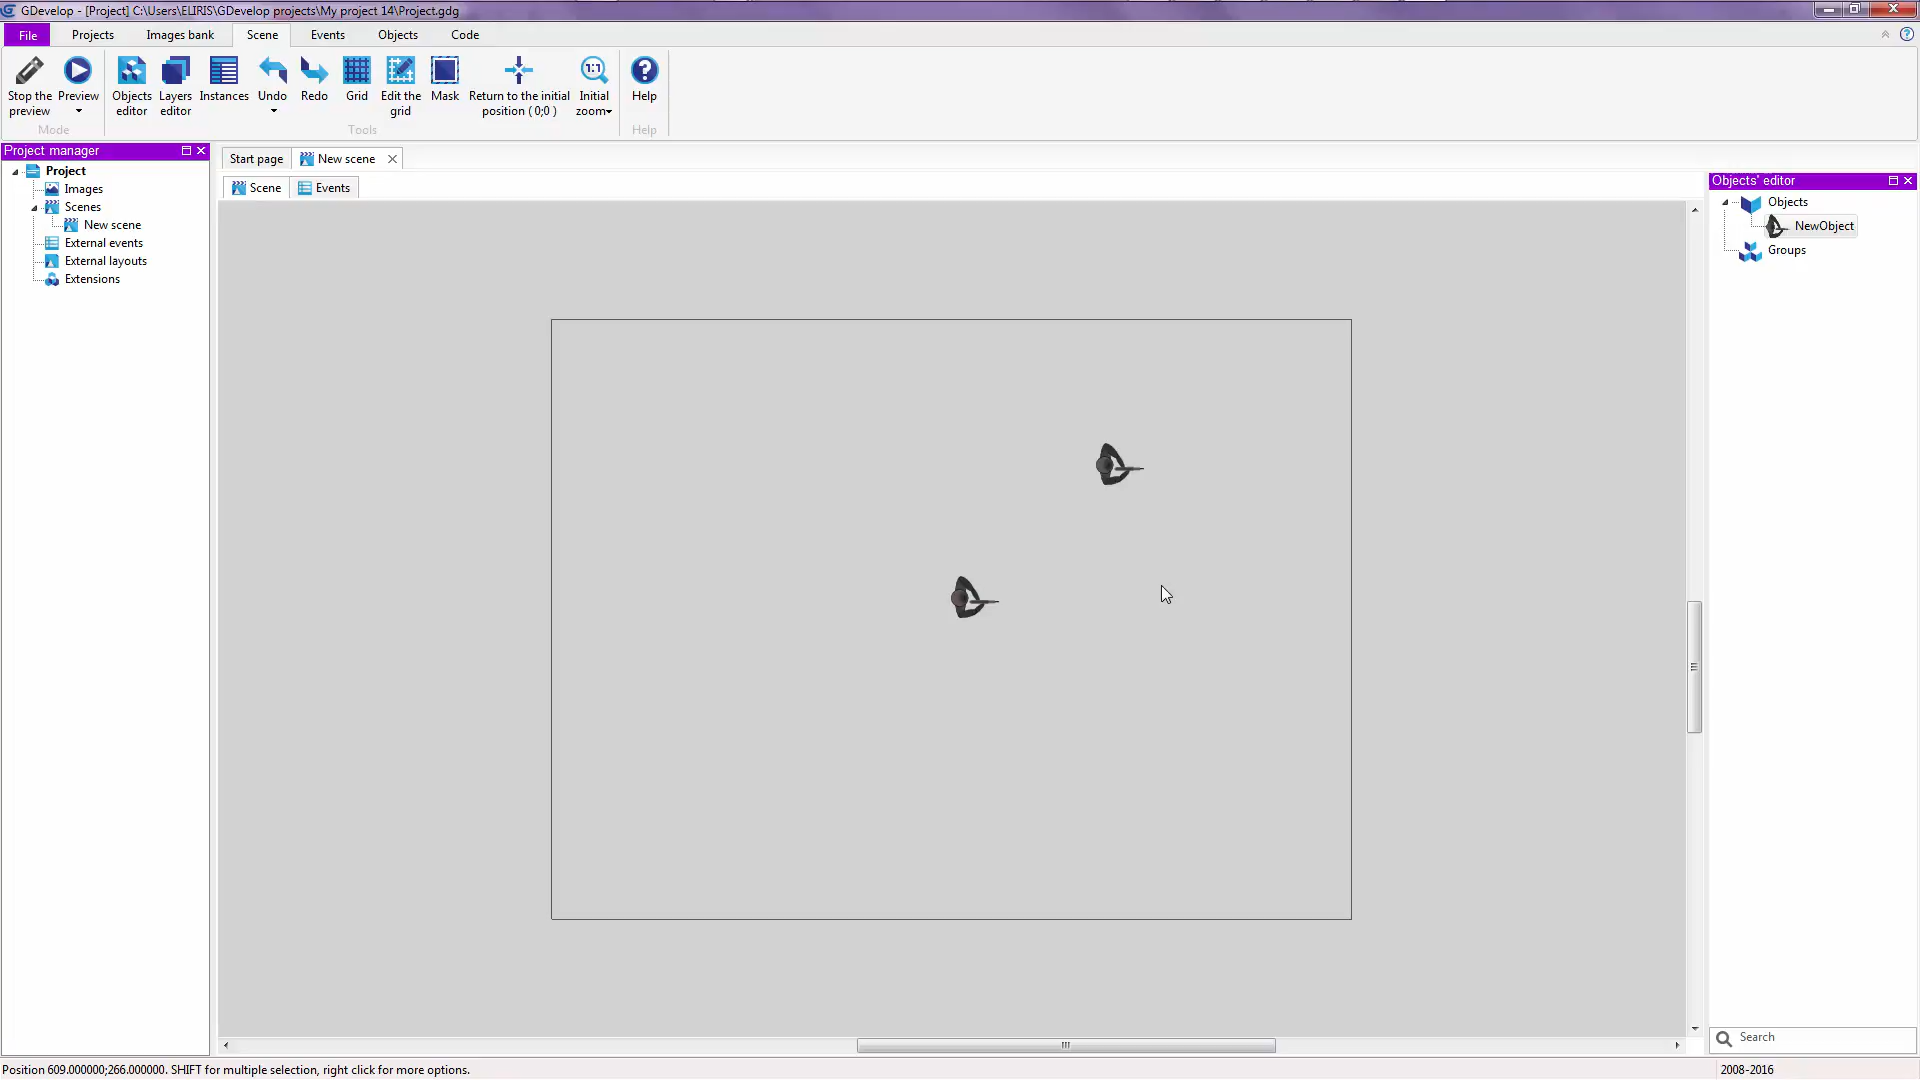 GDevelop - [Project] C:\Users\ELIRIS\GDevelop projects\My project 14\Project.gdg
File Projects Images bank Scene Events Objects Code
Stop the preview
Preview
Objects editor
Layers editor
Instances
Undo
Redo
Grid
Edit the grid
Mask
Return to the initial position ( 0;0 )
1:1
Initial zoom
Help
Mode Tools Help
Project manager
Project
Images
Scenes
New scene
External events
External layouts
Extensions
Start page New scene
Scene Events
Objects' editor
Objects
NewObject
Groups
Search
Position 609.000000;266.000000. SHIFT for multiple selection, right click for more options.
2008-2016